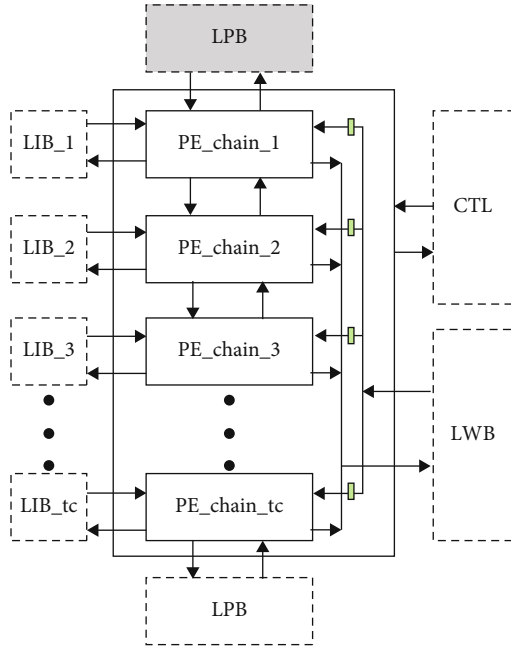 LPB
LIB_1
PE_chain_1
CTL
LIB_2
PE_chain_2
LIB_3
PE_chain_3
LWB
LIB_tc
PE_chain_tc
LPB